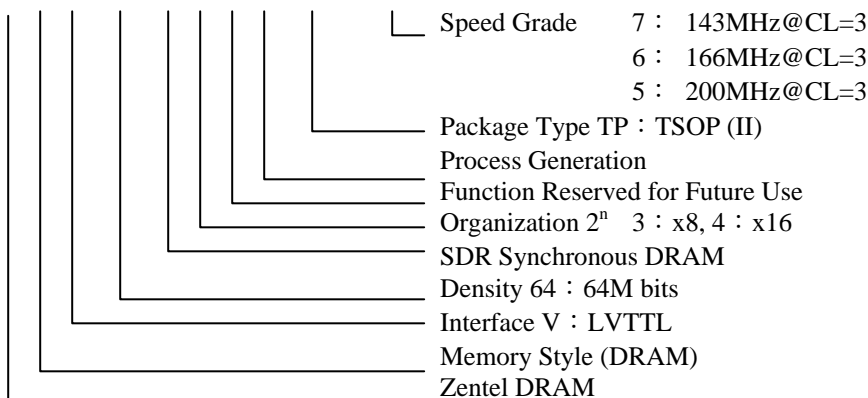 Speed Grade 7： 143MHz@CL=3
6： 166MHz@CL=3
5： 200MHz@CL=3
Package Type TP：TSOP (II)
Process Generation
Function Reserved for Future Use
Organization 2ⁿ 3：x8, 4：x16
SDR Synchronous DRAM
Density 64：64M bits
Interface V：LVTTL
Memory Style (DRAM)
Zentel DRAM